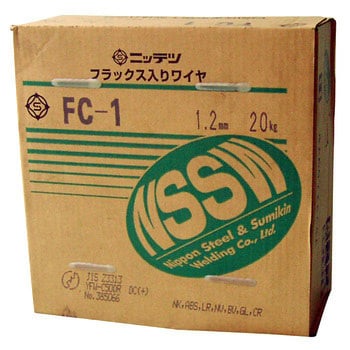 S ニッテツ
フラックス入りワイヤ
S
FC-1
1.2mm 20kg
NSSW
Nippon Steel & Sumikin
Welding Co., Ltd.
JIS Z3313
YFW-C50DR DC(+)
No.385066
NK,ABS,LR,NV,BV,GL,CR